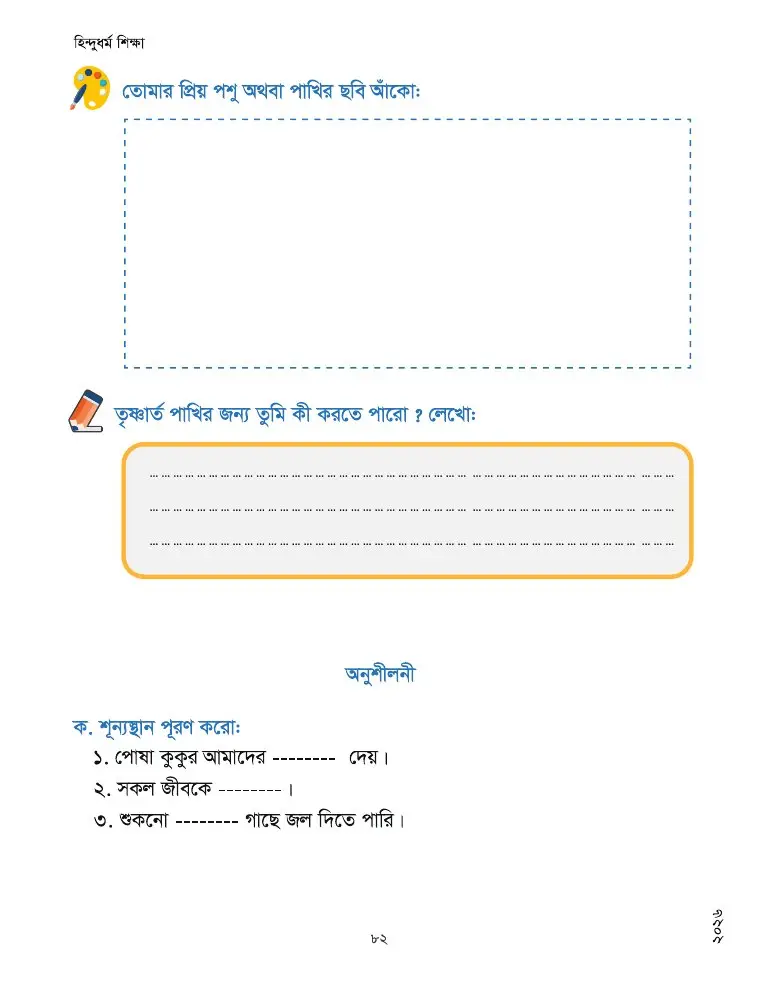 হিন্দুধর্ম শিক্ষা
তোমার প্রিয় পশু অথবা পাখির ছবি আঁকো:
তৃষ্ণার্ত পাখির জন্য তুমি কী করতে পারো ? লেখো:
... ... ... ... ... ... ... ... ... ... ... ... ... ... ... ... ... ... ... ... ... ... ... ... ... ... ... ... ... ... ... ... ... ... ... ... ... ... ... ... ... ... ... ...
... ... ... ... ... ... ... ... ... ... ... ... ... ... ... ... ... ... ... ... ... ... ... ... ... ... ... ... ... ... ... ... ... ... ... ... ... ... ... ... ... ... ... ...
... ... ... ... ... ... ... ... ... ... ... ... ... ... ... ... ... ... ... ... ... ... ... ... ... ... ... ... ... ... ... ... ... ... ... ... ... ... ... ... ... ... ... ...
অনুশীলনী
ক. শূন্যস্থান পূরণ করো:
১. পোষা কুকুর আমাদের -------- দেয়।
২. সকল জীবকে --------।
৩. শুকনো -------- গাছে জল দিতে পারি।
৮২
২০২৬